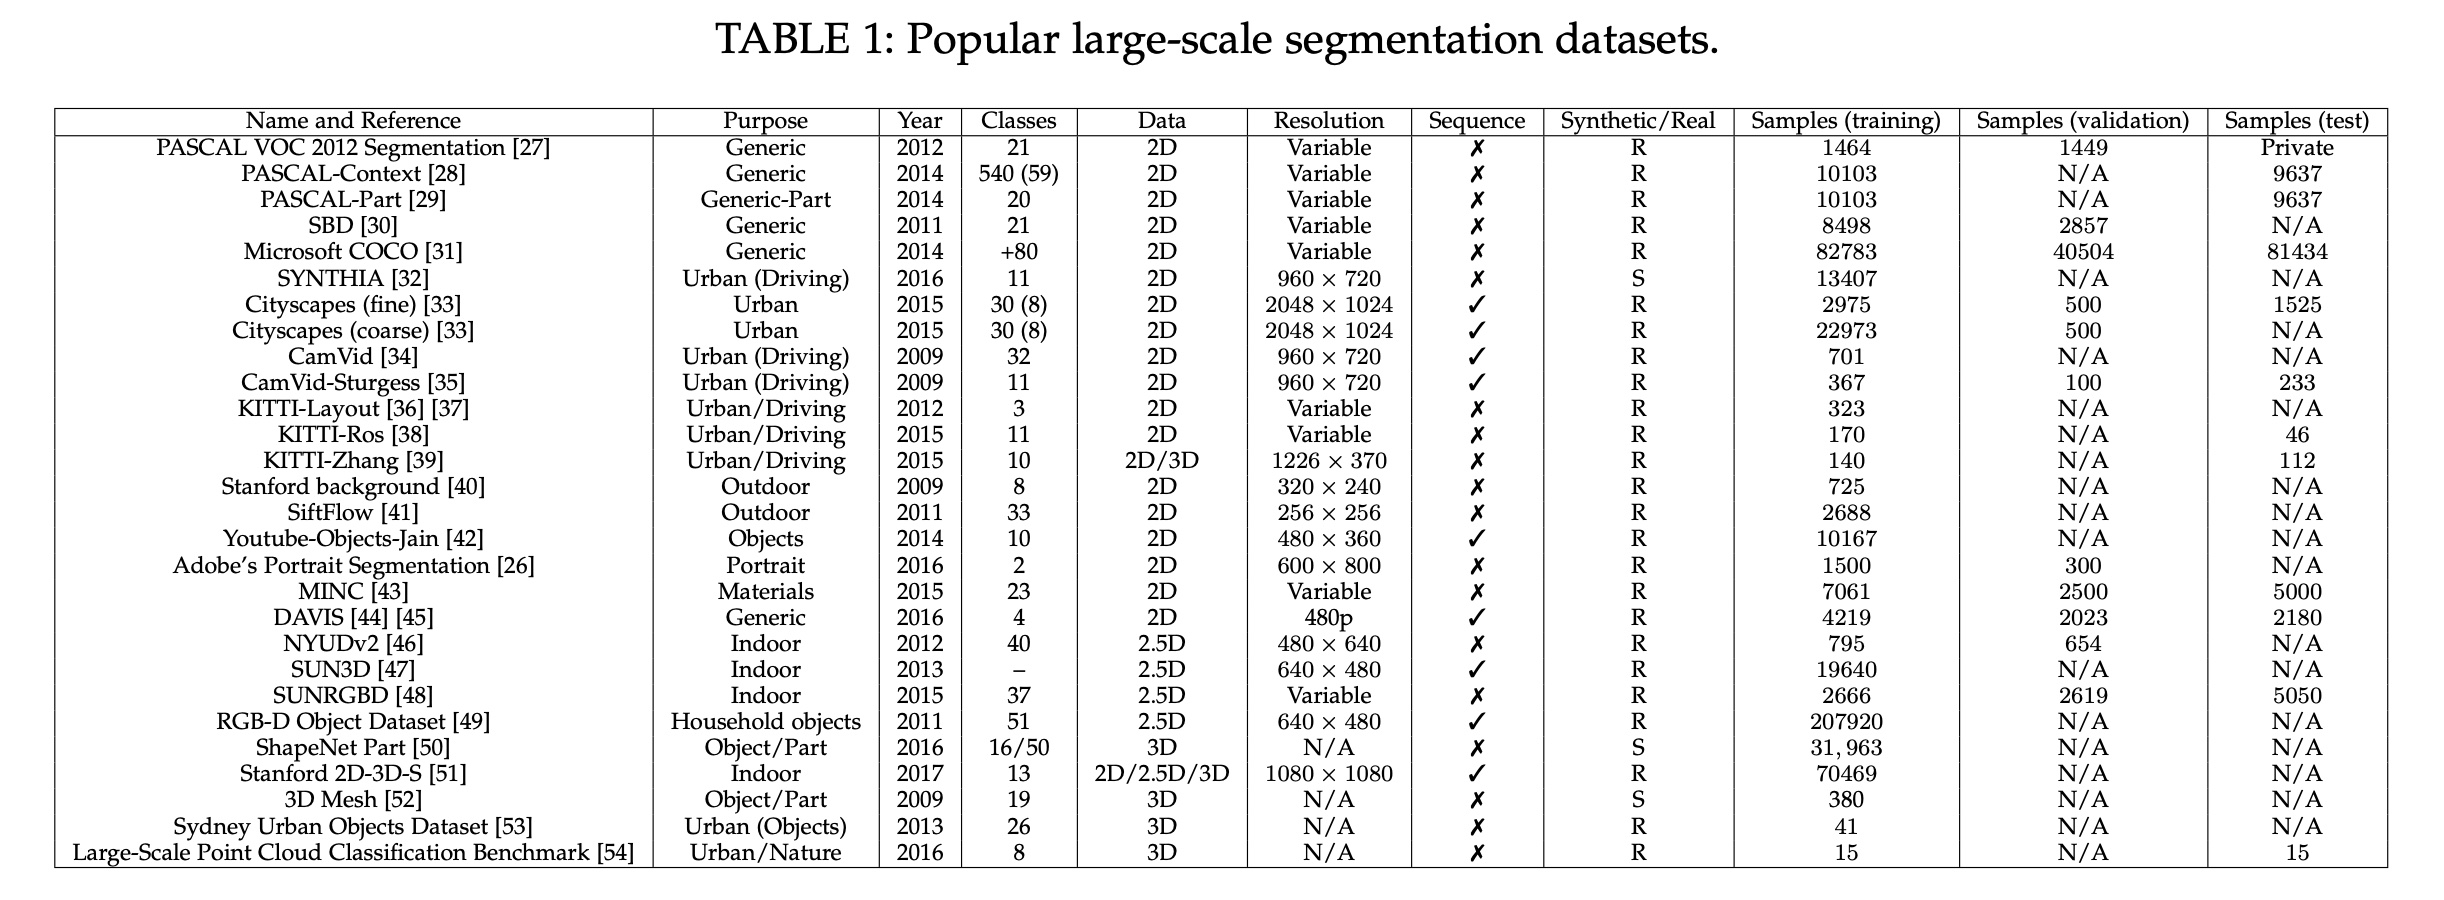 TABLE 1: Popular large-scale segmentation datasets.
Name and Reference Purpose Year Classes Data Resolution Sequence Synthetic/Real Samples (training) Samples (validation) Samples (test)
PASCAL VOC 2012 Segmentation [27] Generic 2012 21 2D Variable ✗ R 1464 1449 Private
PASCAL-Context [28] Generic 2014 540 (59) 2D Variable ✗ R 10103 N/A 9637
PASCAL-Part [29] Generic-Part 2014 20 2D Variable ✗ R 10103 N/A 9637
SBD [30] Generic 2011 21 2D Variable ✗ R 8498 2857 N/A
Microsoft COCO [31] Generic 2014 +80 2D Variable ✗ R 82783 40504 81434
SYNTHIA [32] Urban (Driving) 2016 11 2D 960 × 720 ✗ S 13407 N/A N/A
Cityscapes (fine) [33] Urban 2015 30 (8) 2D 2048 × 1024 ✓ R 2975 500 1525
Cityscapes (coarse) [33] Urban 2015 30 (8) 2D 2048 × 1024 ✓ R 22973 500 N/A
CamVid [34] Urban (Driving) 2009 32 2D 960 × 720 ✓ R 701 N/A N/A
CamVid-Sturgess [35] Urban (Driving) 2009 11 2D 960 × 720 ✓ R 367 100 233
KITTI-Layout [36] [37] Urban/Driving 2012 3 2D Variable ✗ R 323 N/A N/A
KITTI-Ros [38] Urban/Driving 2015 11 2D Variable ✗ R 170 N/A 46
KITTI-Zhang [39] Urban/Driving 2015 10 2D/3D 1226 × 370 ✗ R 140 N/A 112
Stanford background [40] Outdoor 2009 8 2D 320 × 240 ✗ R 725 N/A N/A
SiftFlow [41] Outdoor 2011 33 2D 256 × 256 ✗ R 2688 N/A N/A
Youtube-Objects-Jain [42] Objects 2014 10 2D 480 × 360 ✓ R 10167 N/A N/A
Adobe’s Portrait Segmentation [26] Portrait 2016 2 2D 600 × 800 ✗ R 1500 300 N/A
MINC [43] Materials 2015 23 2D Variable ✗ R 7061 2500 5000
DAVIS [44] [45] Generic 2016 4 2D 480p ✓ R 4219 2023 2180
NYUDv2 [46] Indoor 2012 40 2.5D 480 × 640 ✗ R 795 654 N/A
SUN3D [47] Indoor 2013 – 2.5D 640 × 480 ✓ R 19640 N/A N/A
SUNRGBD [48] Indoor 2015 37 2.5D Variable ✗ R 2666 2619 5050
RGB-D Object Dataset [49] Household objects 2011 51 2.5D 640 × 480 ✓ R 207920 N/A N/A
ShapeNet Part [50] Object/Part 2016 16/50 3D N/A ✗ S 31, 963 N/A N/A
Stanford 2D-3D-S [51] Indoor 2017 13 2D/2.5D/3D 1080 × 1080 ✓ R 70469 N/A N/A
3D Mesh [52] Object/Part 2009 19 3D N/A ✗ S 380 N/A N/A
Sydney Urban Objects Dataset [53] Urban (Objects) 2013 26 3D N/A ✗ R 41 N/A N/A
Large-Scale Point Cloud Classification Benchmark [54] Urban/Nature 2016 8 3D N/A ✗ R 15 N/A 15